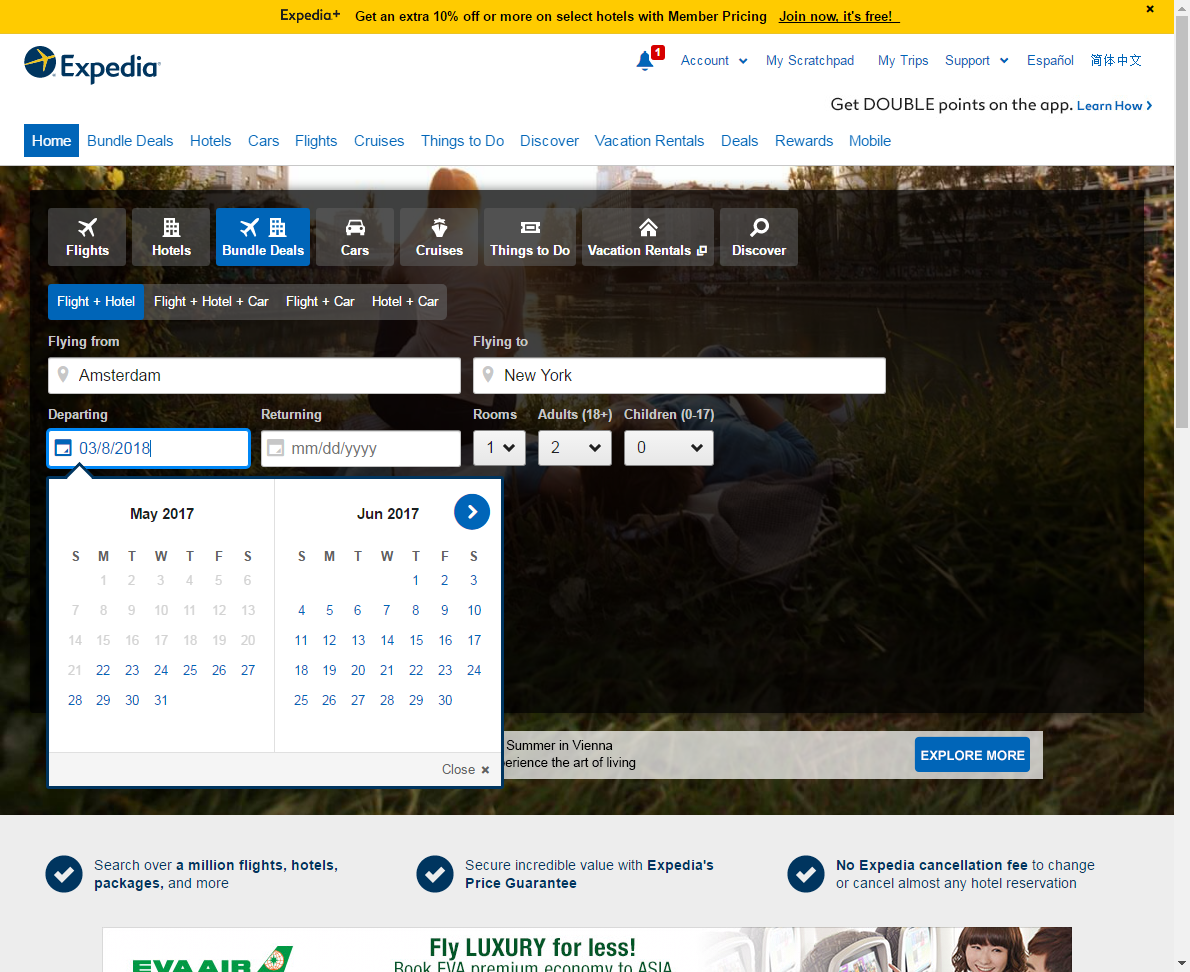 Expedia+ Get an extra 10% off or more on select hotels with Member Pricing Join now, it's free!
Expedia
1 Account My Scratchpad My Trips Support Español 简体中文
Get DOUBLE points on the app. Learn How
Home Bundle Deals Hotels Cars Flights Cruises Things to Do Discover Vacation Rentals Deals Rewards Mobile
Flights Hotels Bundle Deals Cars Cruises Things to Do Vacation Rentals Discover
Flight + Hotel Flight + Hotel + Car Flight + Car Hotel + Car
Flying from Flying to
Amsterdam New York
Departing Returning Rooms Adults (18+) Children (0-17)
03/8/2018 mm/dd/yyyy 1 2 0
May 2017 Jun 2017
S M T W T F S S M T W T F S
1 2 3 4 5 6 1 2 3
7 8 9 10 11 12 13 4 5 6 7 8 9 10
14 15 16 17 18 19 20 11 12 13 14 15 16 17
21 22 23 24 25 26 27 18 19 20 21 22 23 24
28 29 30 31 25 26 27 28 29 30
Close
Summer in Vienna
erience the art of living
EXPLORE MORE
Search over a million flights, hotels,
packages, and more
Secure incredible value with Expedia's
Price Guarantee
No Expedia cancellation fee to change
or cancel almost any hotel reservation
EVA AIR
Fly LUXURY for less!
Book EVA premium economy to ASIA